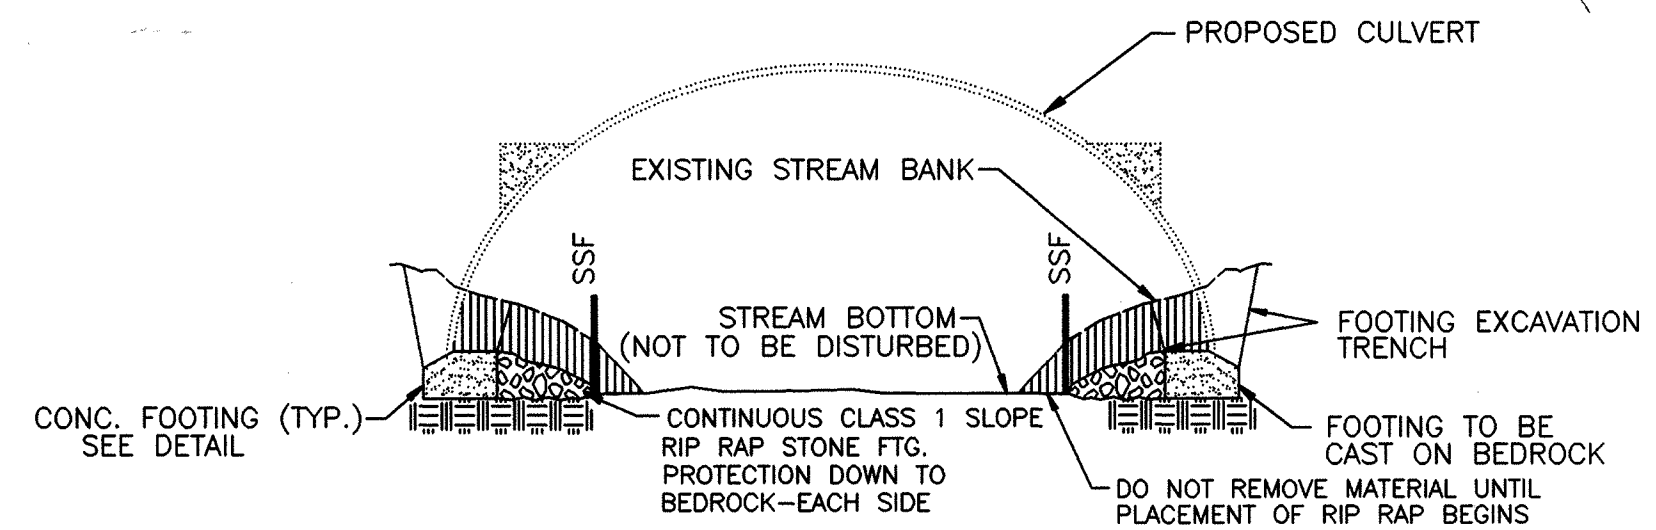 PROPOSED CULVERT
EXISTING STREAM BANK
SSF
SSF
STREAM BOTTOM
(NOT TO BE DISTURBED)
FOOTING EXCAVATION
TRENCH
CONC. FOOTING (TYP.)
SEE DETAIL
CONTINUOUS CLASS 1 SLOPE
RIP RAP STONE FTG.
PROTECTION DOWN TO
BEDROCK-EACH SIDE
FOOTING TO BE
CAST ON BEDROCK
DO NOT REMOVE MATERIAL UNTIL
PLACEMENT OF RIP RAP BEGINS